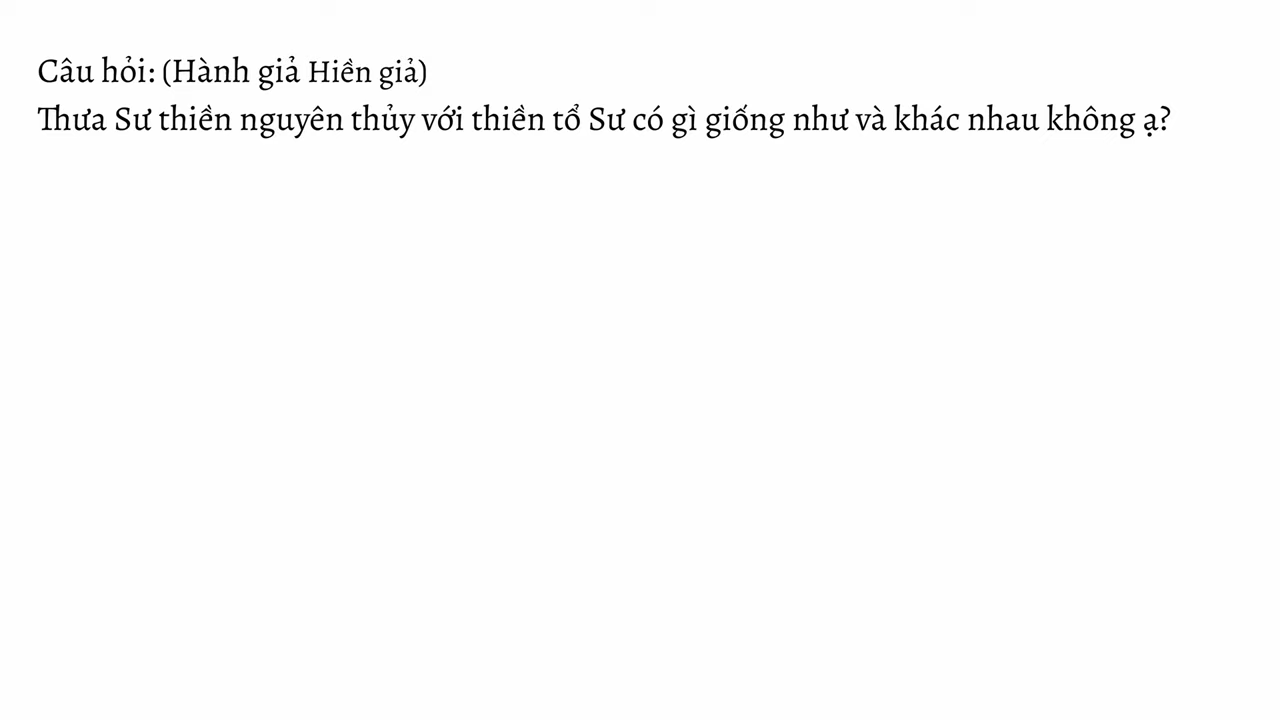 Câu hỏi: (Hành giả Hiền giả)
Thưa Sư thiền nguyên thủy với thiền tổ Sư có gì giống như và khác nhau không ạ?